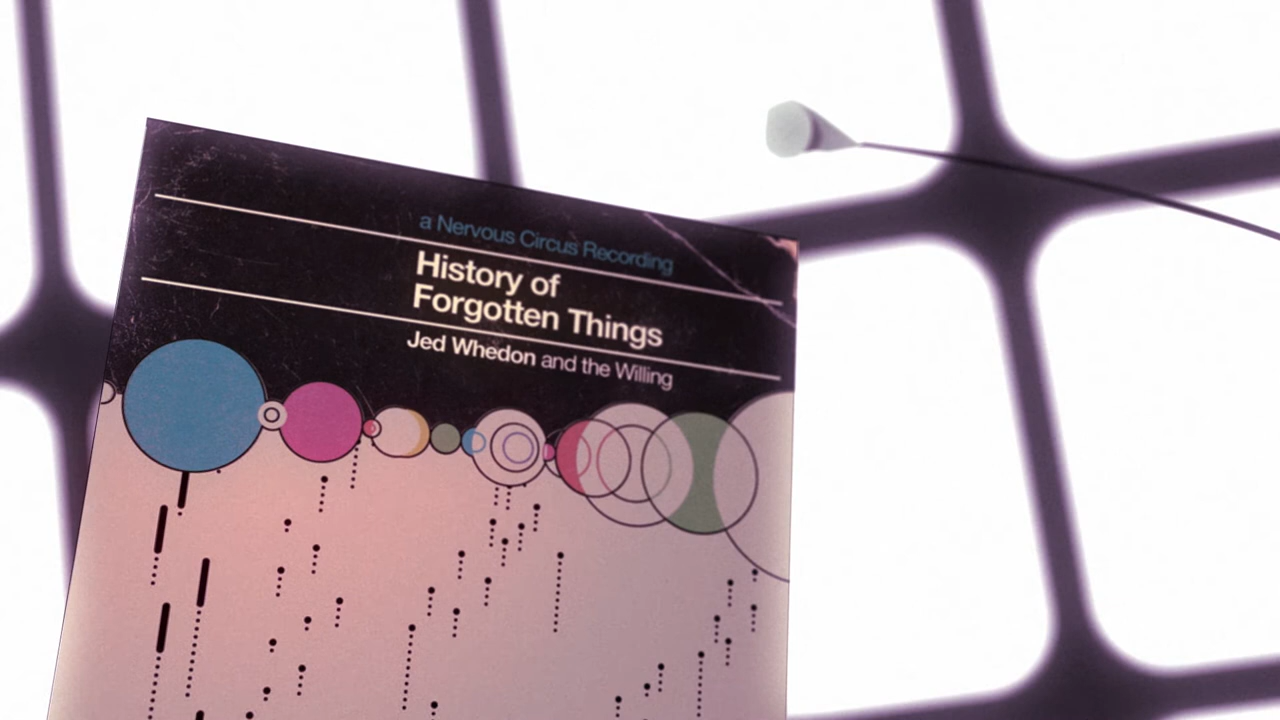 a Nervous Circus Recording
History of
Forgotten Things
Jed Whedon and the Willing